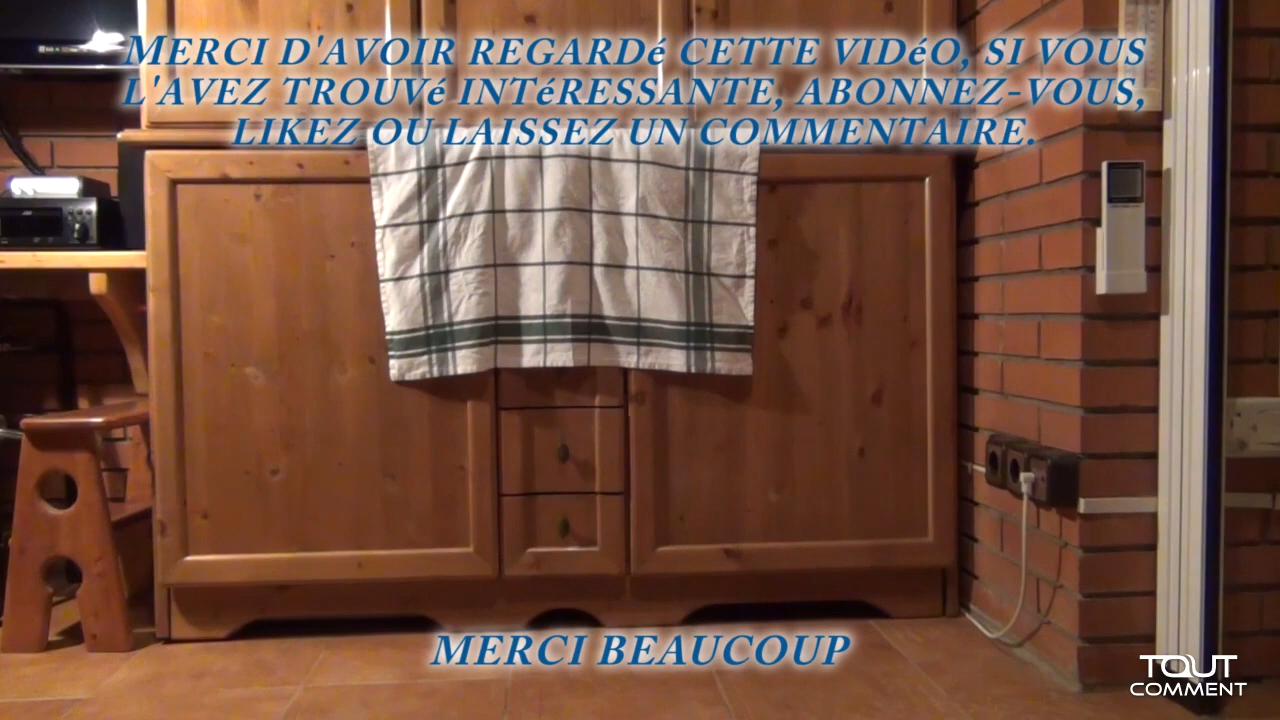 MERCI D'AVOIR REGARDé CETTE VIDéO, SI VOUS
L'AVEZ TROUVé INTéRESSANTE, ABONNEZ-VOUS,
LIKEZ OU LAISSEZ UN COMMENTAIRE.
MERCI BEAUCOUP
TOUT
COMMENT